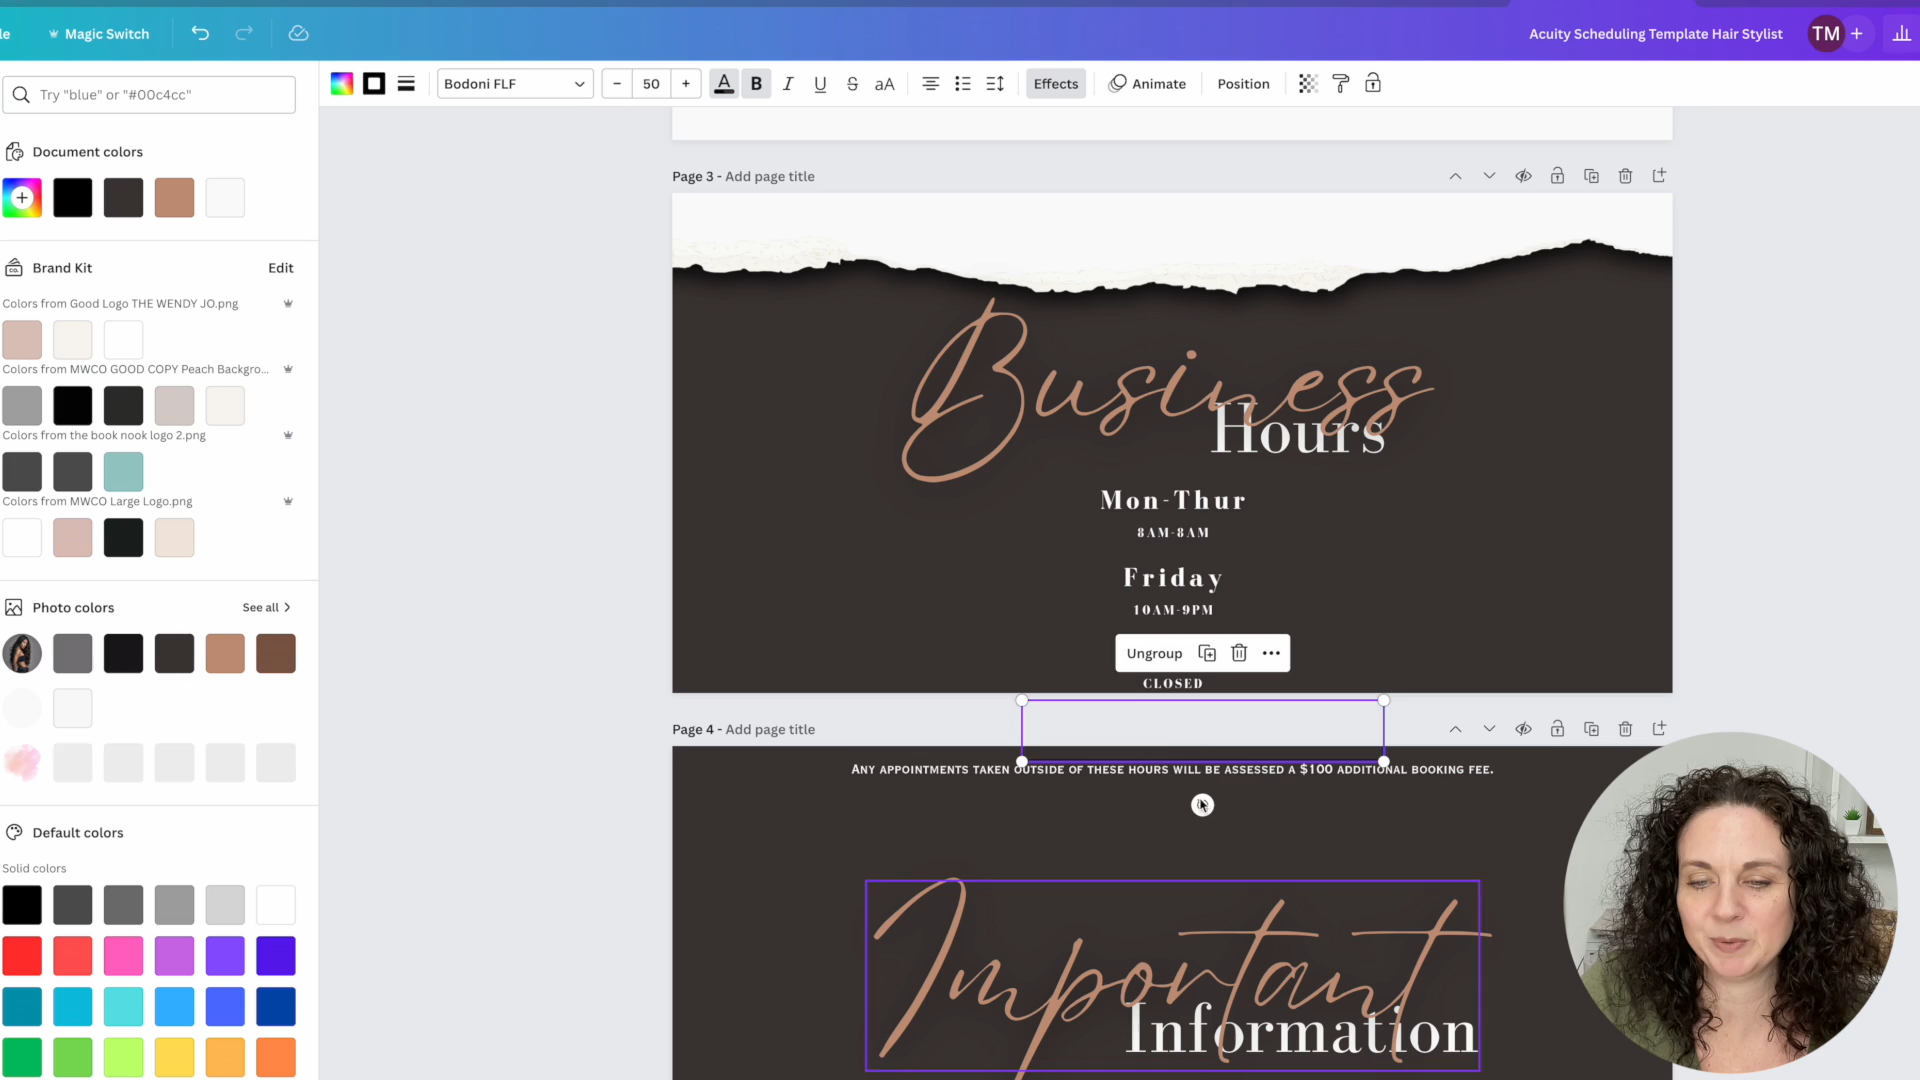 le
Magic Switch
Acuity Scheduling Template Hair Stylist
TM
Try "blue" or "#00c4cc"
Bodoni FLF
- 50 +
A B I U S aA
Effects
Animate
Position
Document colors
Brand Kit
Edit
Colors from Good Logo THE WENDY JO.png
Colors from MWCO GOOD COPY Peach Backgro...
Colors from the book nook logo 2.png
Colors from MWCO Large Logo.png
Photo colors
See all
Default colors
Solid colors
Page 3 - Add page title
Business
Hours
Mon-Thur
8AM-8AM
Friday
10AM-9PM
Ungroup
CLOSED
Page 4 - Add page title
Any appointments taken outside of these hours will be assessed a $100 additional booking fee.
Important
Information